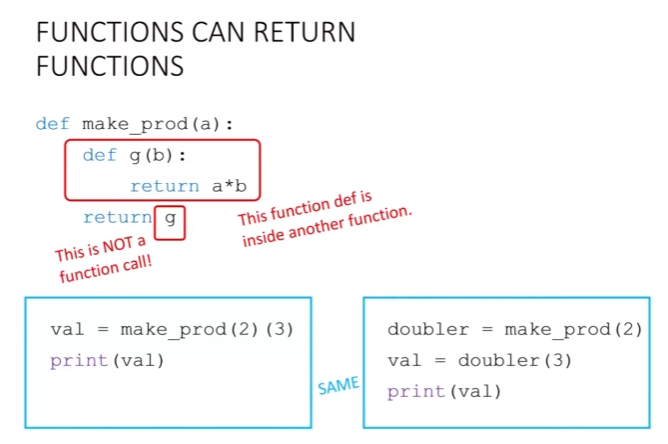 FUNCTIONS CAN RETURN
FUNCTIONS
def make_prod(a):
    def g(b):
        return a*b
    return g
This function def is
inside another function.
This is NOT a
function call!
val = make_prod(2)(3)
print(val)
SAME
doubler = make_prod(2)
val = doubler(3)
print(val)